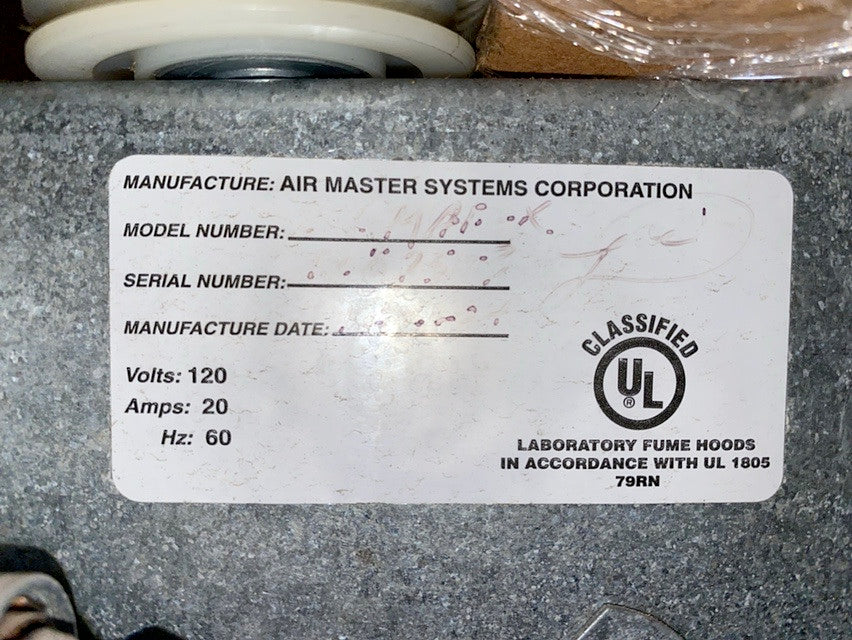 MANUFACTURE: AIR MASTER SYSTEMS CORPORATION
MODEL NUMBER:
SERIAL NUMBER:
MANUFACTURE DATE:
Volts: 120
Amps: 20
Hz: 60
CLASSIFIED
UL
®
LABORATORY FUME HOODS
IN ACCORDANCE WITH UL 1805
79RN